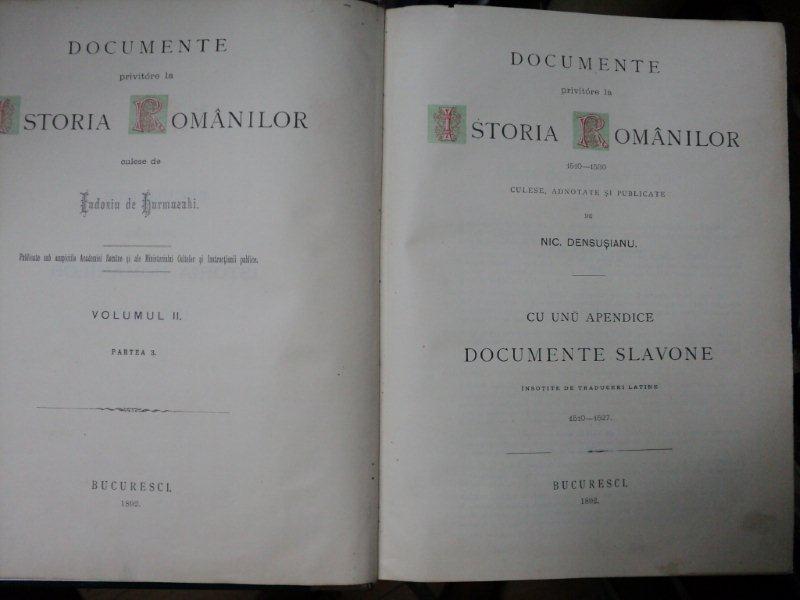 DOCUMENTE
privitóre la
ISTORIA ROMÂNILOR
culese de
Eudoxiu de Hurmuzaki.
Publicate sub auspiciile Academiei Române și ale Ministeriului Cultelor și Instrucțiunii publice.
VOLUMUL II.
PARTEA 3.
BUCURESCI,
1892.
DOCUMENTE
privitóre la
ISTORIA ROMÂNILOR
1510—1530
CULESE, ADNOTATE ȘI PUBLICATE
DE
NIC. DENSUȘIANU.
CU UNŬ APENDICE
DOCUMENTE SLAVONE
ÎNSOȚITE DE TRADUCERI LATINE
1510—1527.
BUCURESCI,
1892.